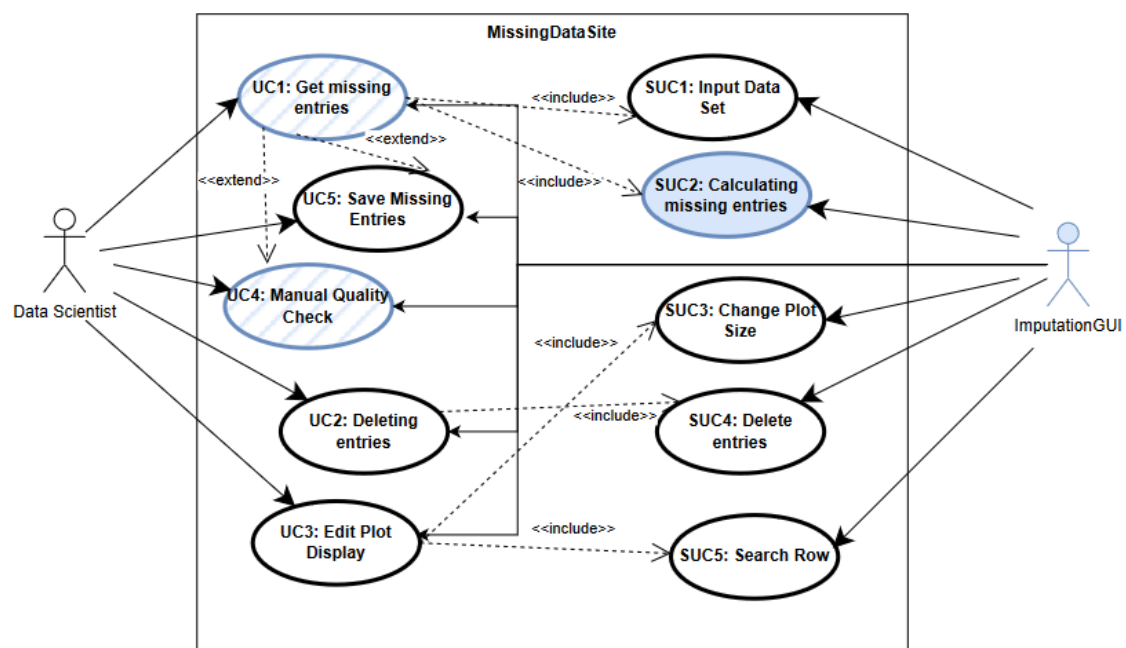 MissingDataSite
UC1: Get missing
entries
<<include>>
SUC1: Input Data
Set
<<extend>>
<<extend>>
<<include>>
SUC2: Calculating
missing entries
UC5: Save Missing
Entries
Data Scientist
UC4: Manual Quality
Check
SUC3: Change Plot
Size
ImputationGUI
<<include>>
UC2: Deleting
entries
<<include>>
SUC4: Delete
entries
UC3: Edit Plot
Display
<<include>>
SUC5: Search Row